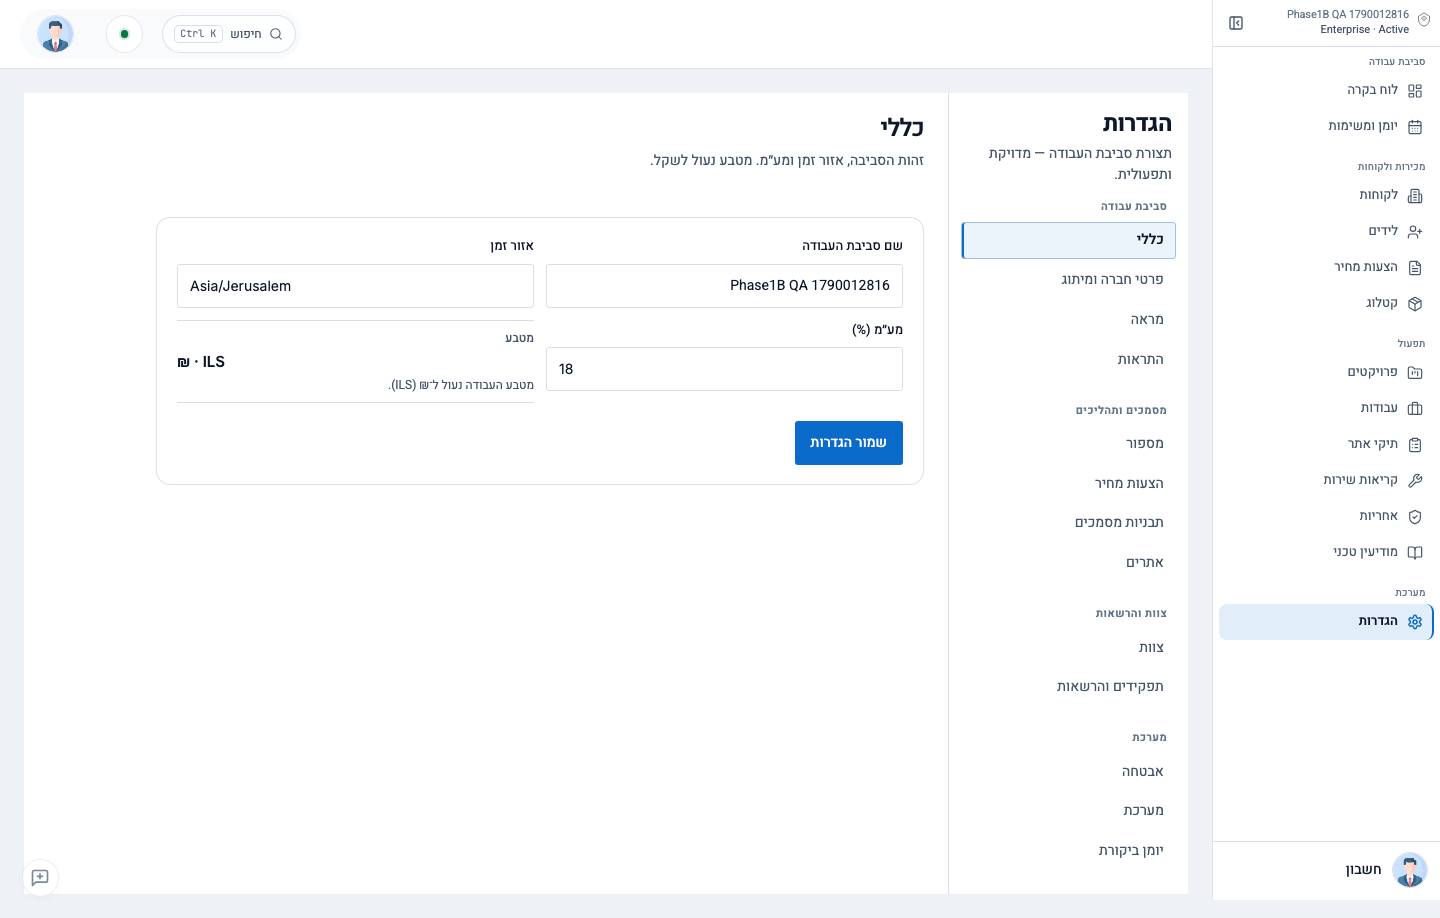 Phase1B QA 1790012816
Enterprise · Active
סביבת עבודה
לוח בקרה
יומן ומשימות
מכירות ולקוחות
לקוחות
לידים
הצעות מחיר
קטלוג
תפעול
פרויקטים
עבודות
תיקי אתר
קריאות שירות
אחריות
מודיעין טכני
מערכת
הגדרות
חשבון
חיפוש
Ctrl K
הגדרות
תצורת סביבת העבודה — מדויקת
ותפעולית.
סביבת עבודה
כללי
פרטי חברה ומיתוג
מראה
התראות
מסמכים ותהליכים
מספור
הצעות מחיר
תבניות מסמכים
אתרים
צוות והרשאות
צוות
תפקידים והרשאות
מערכת
אבטחה
מערכת
יומן ביקורת
כללי
זהות הסביבה, אזור זמן ומע״מ. מטבע נעול לשקל.
שם סביבת העבודה
Phase1B QA 1790012816
אזור זמן
Asia/Jerusalem
מע״מ (%)
18
מטבע
ILS · ₪
מטבע העבודה נעול ל־₪ (ILS).
שמור הגדרות